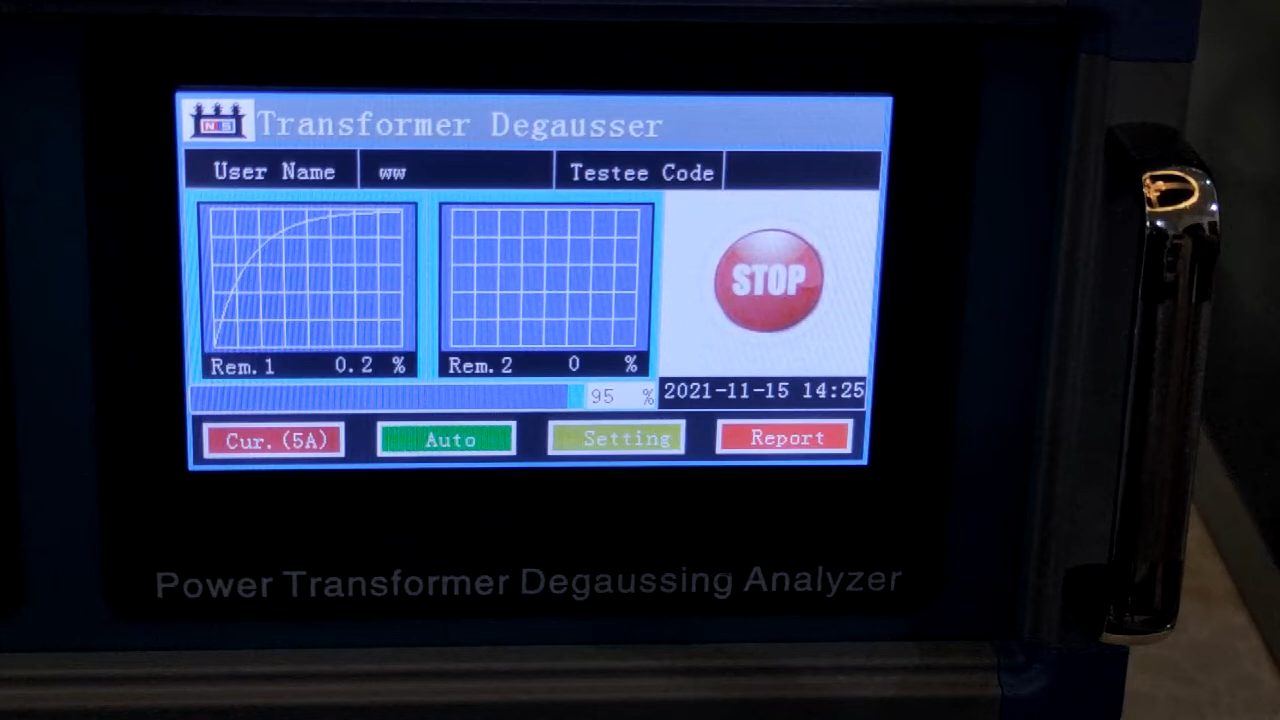 Transformer Degausser
User Name ww Testee Code
STOP
Rem.1 0.2 % Rem.2 0 %
95 % 2021-11-15 14:25
Cur.(5A) Auto Setting Report
Power Transformer Degaussing Analyzer